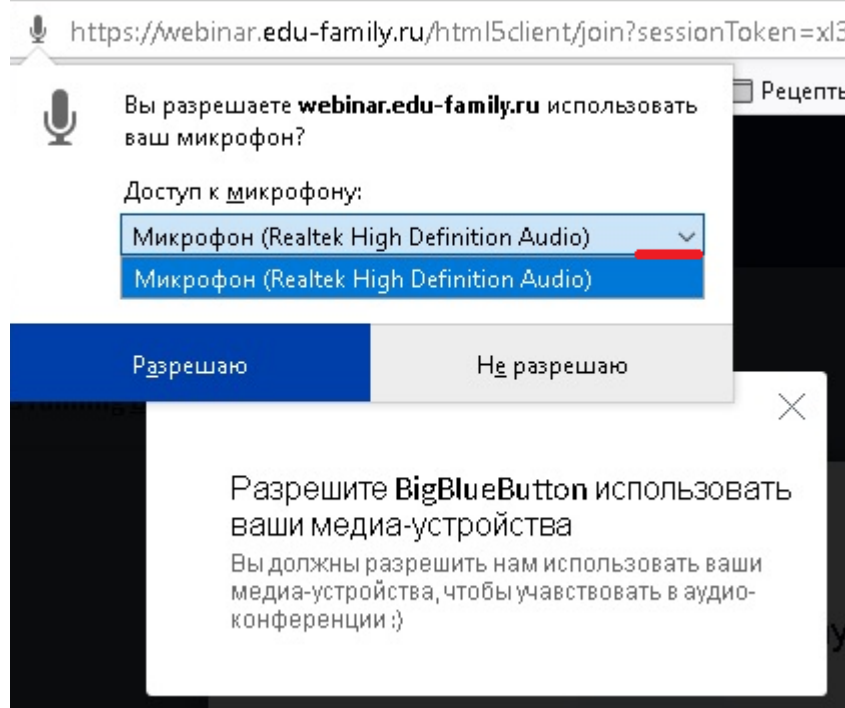 https://webinar.edu-family.ru/html5client/join?sessionToken=xl3
Рецепты
Вы разрешаете webinar.edu-family.ru использовать
ваш микрофон?
Доступ к микрофону:
Микрофон (Realtek High Definition Audio)
Микрофон (Realtek High Definition Audio)
Разрешаю
Не разрешаю
Разрешите BigBlueButton использовать
ваши медиа-устройства
Вы должны разрешить нам использовать ваши
медиа-устройства, чтобы учавствовать в аудио-
конференции :)